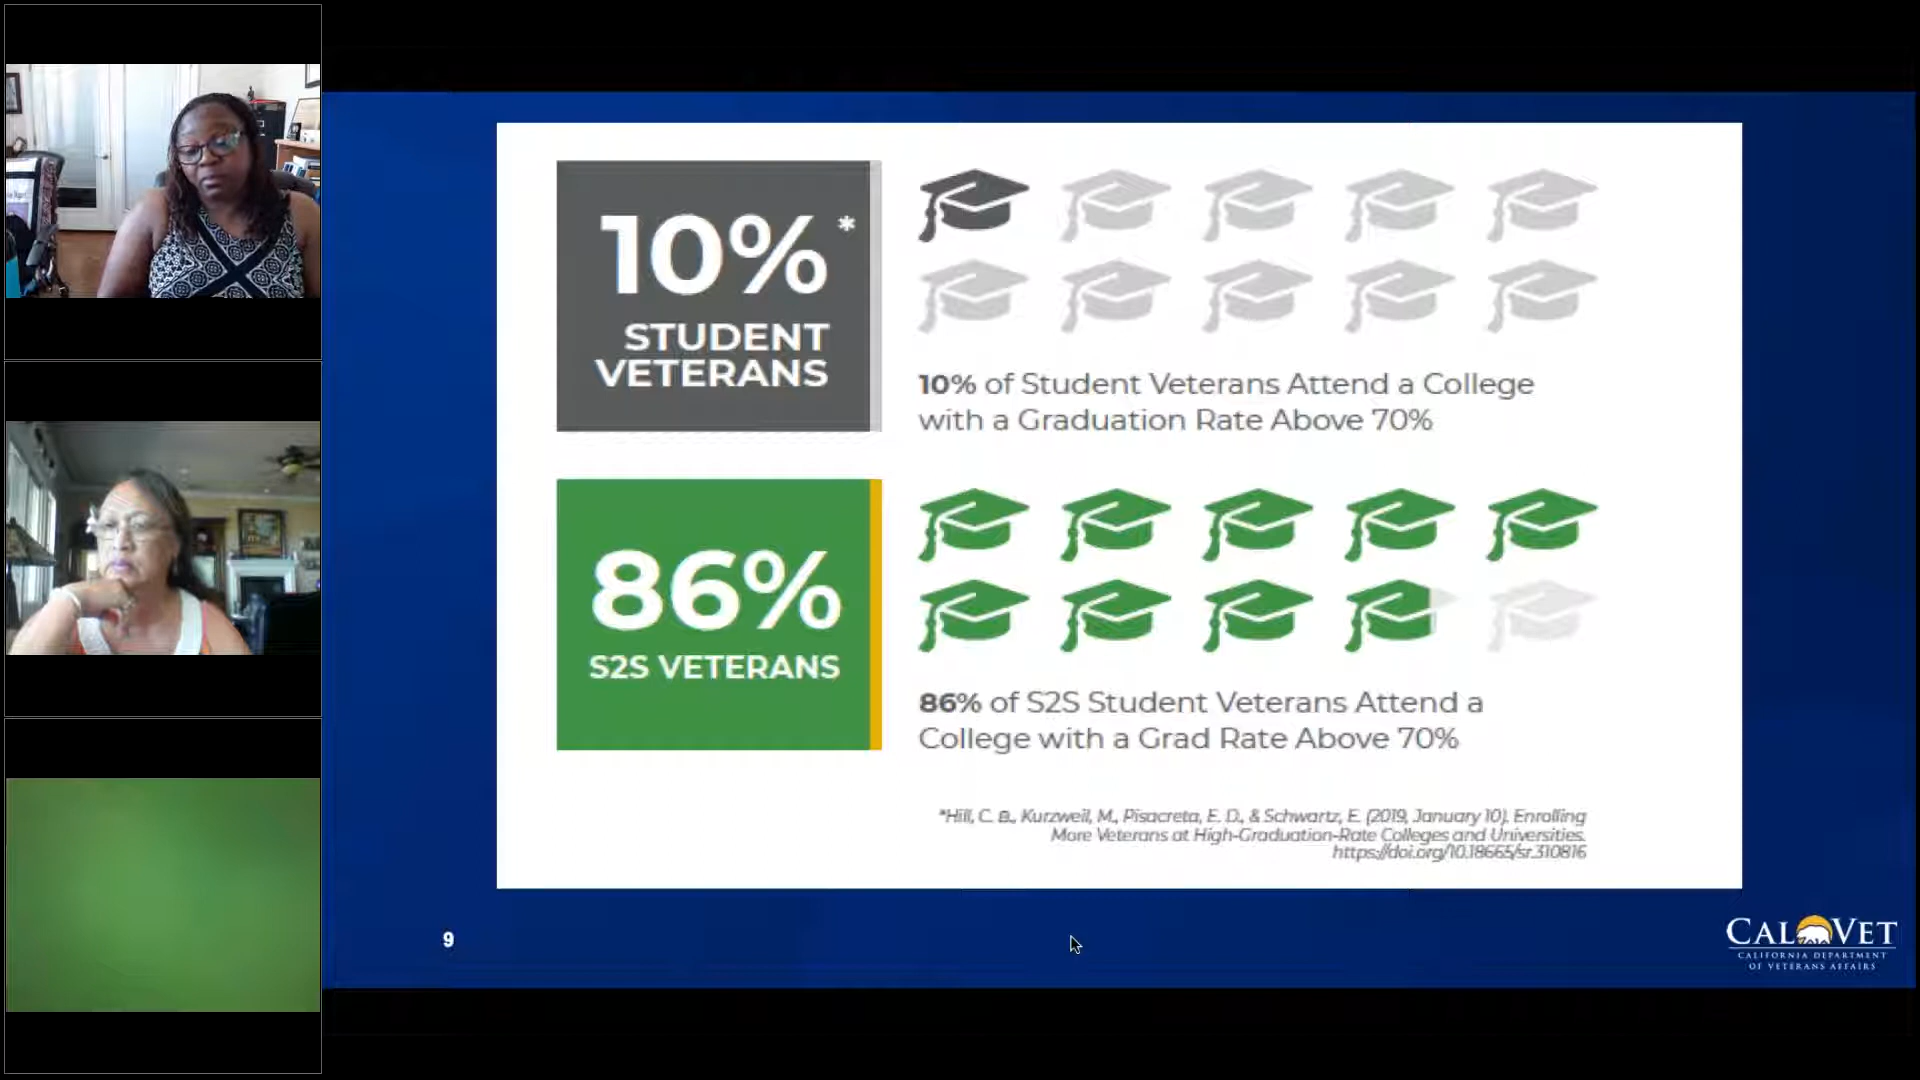 10%*
STUDENT
VETERANS
10% of Student Veterans Attend a College
with a Graduation Rate Above 70%
86%
S2S VETERANS
86% of S2S Student Veterans Attend a
College with a Grad Rate Above 70%
*Hill, C. B., Kurzweil, M., Pisacreta, E. D., & Schwartz, E. (2019, January 10). Enrolling
More Veterans at High-Graduation-Rate Colleges and Universities.
https://doi.org/10.18665/sr.310816
9
CALVET
CALIFORNIA DEPARTMENT
OF VETERANS AFFAIRS